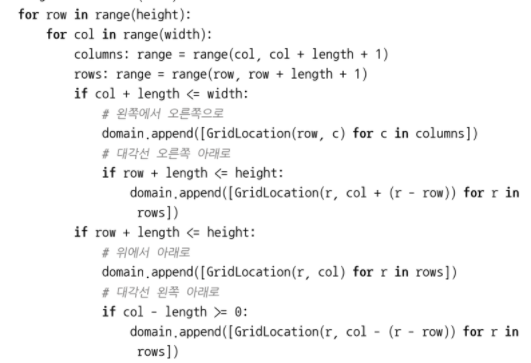 for row in range(height):
for col in range(width):
columns: range = range(col, col + length + 1)
rows: range = range(row, row + length + 1)
if col + length <= width:
# 왼쪽에서 오른쪽으로
domain.append([GridLocation(row, c) for c in columns])
# 대각선 오른쪽 아래로
if row + length <= height:
domain.append([GridLocation(r, col + (r - row)) for r in
rows])
if row + length <= height:
# 위에서 아래로
domain.append([GridLocation(r, col) for r in rows])
# 대각선 왼쪽 아래로
if col - length >= 0:
domain.append([GridLocation(r, col - (r - row)) for r in
rows])